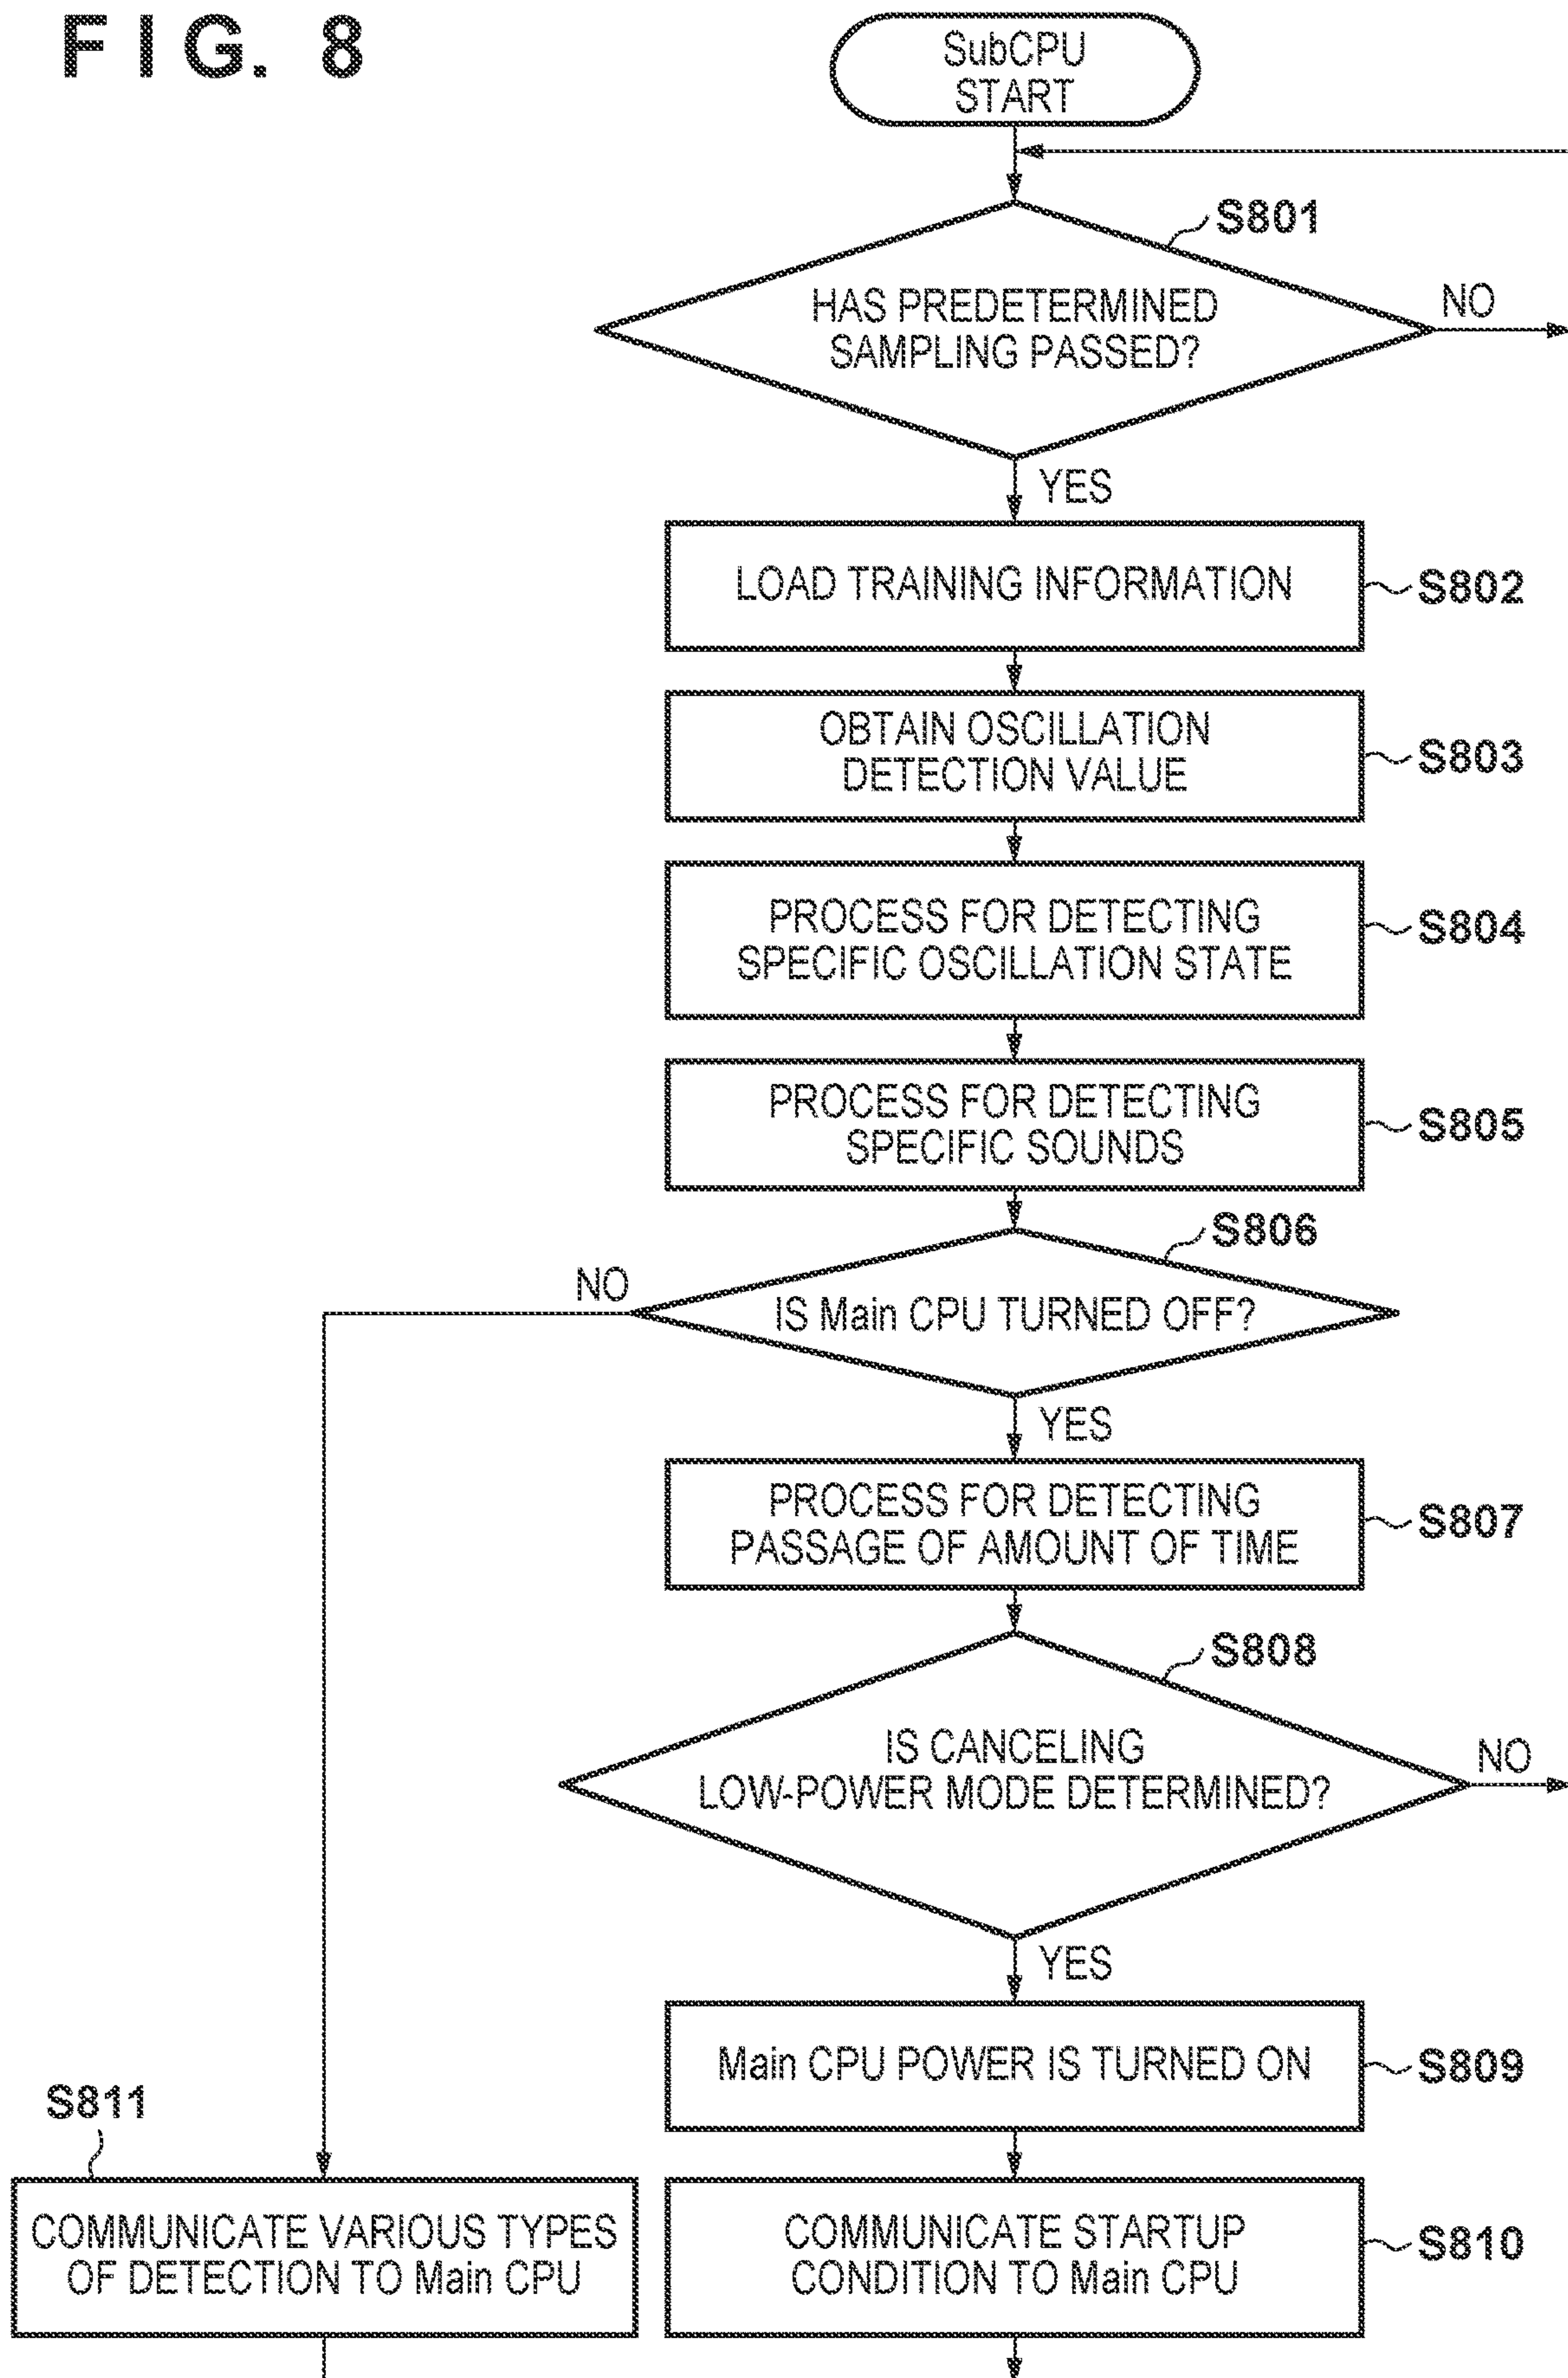 FIG. 8
SubCPU
START
S801
HAS PREDETERMINED
SAMPLING PASSED?
NO
YES
LOAD TRAINING INFORMATION
S802
OBTAIN OSCILLATION
DETECTION VALUE
S803
PROCESS FOR DETECTING
SPECIFIC OSCILLATION STATE
S804
PROCESS FOR DETECTING
SPECIFIC SOUNDS
S805
S806
NO
IS Main CPU TURNED OFF?
YES
PROCESS FOR DETECTING
PASSAGE OF AMOUNT OF TIME
S807
S808
IS CANCELING
LOW-POWER MODE DETERMINED?
NO
YES
Main CPU POWER IS TURNED ON
S809
S811
COMMUNICATE VARIOUS TYPES
OF DETECTION TO Main CPU
COMMUNICATE STARTUP
CONDITION TO Main CPU
S810